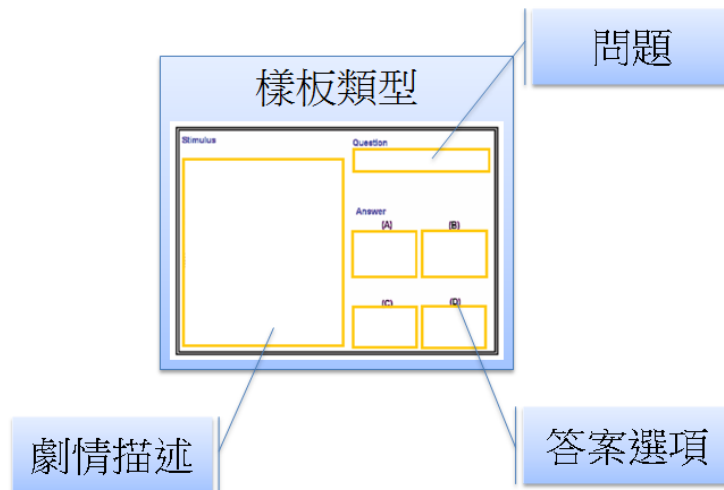 問題
樣板類型
Stimulus
Question
Answer
(A) (B)
(C) (D)
劇情描述
答案選項